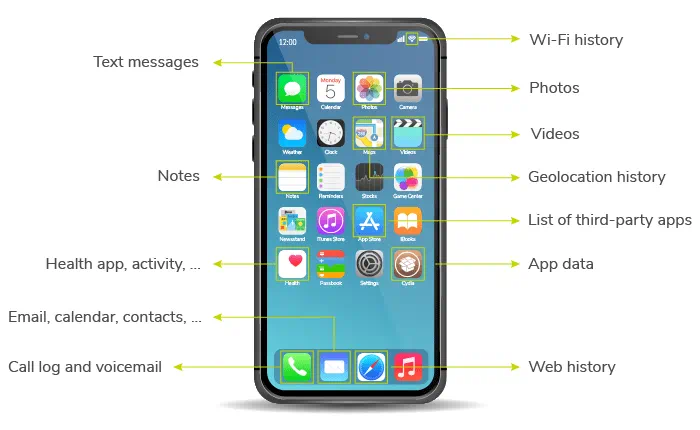 12:00
Wi-Fi history
Text messages
Photos
Monday
5
Messages
Calendar
Photos
Camera
Videos
Weather
Clock
Maps
Videos
Notes
Geolocation history
Notes
Reminders
Stocks
Game Center
List of third-party apps
Newsstand
iTunes Store
App Store
iBooks
Health app, activity, ...
App data
Health
Passbook
Settings
Cydia
Email, calendar, contacts, ...
Call log and voicemail
Web history